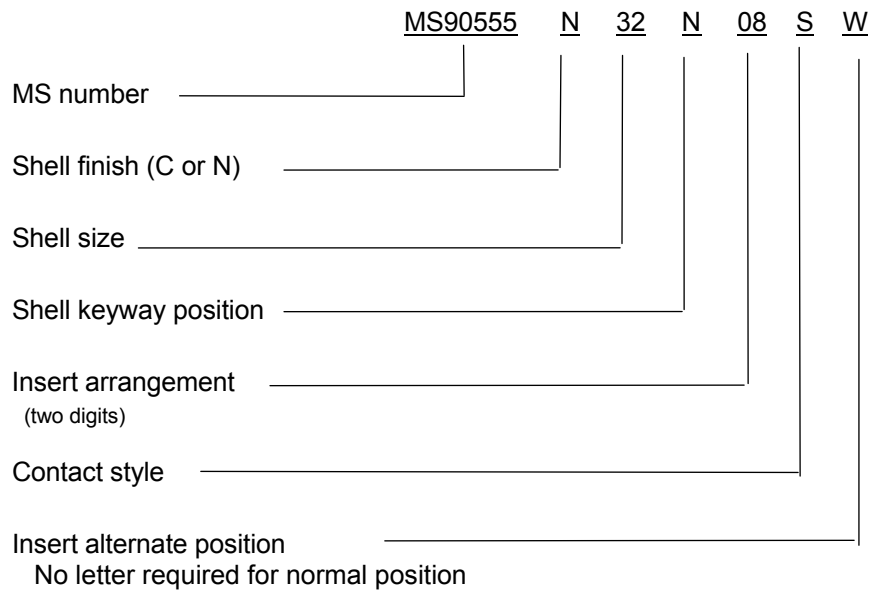 MS90555 N 32 N 08 S W
MS number
Shell finish (C or N)
Shell size
Shell keyway position
Insert arrangement
(two digits)
Contact style
Insert alternate position
No letter required for normal position